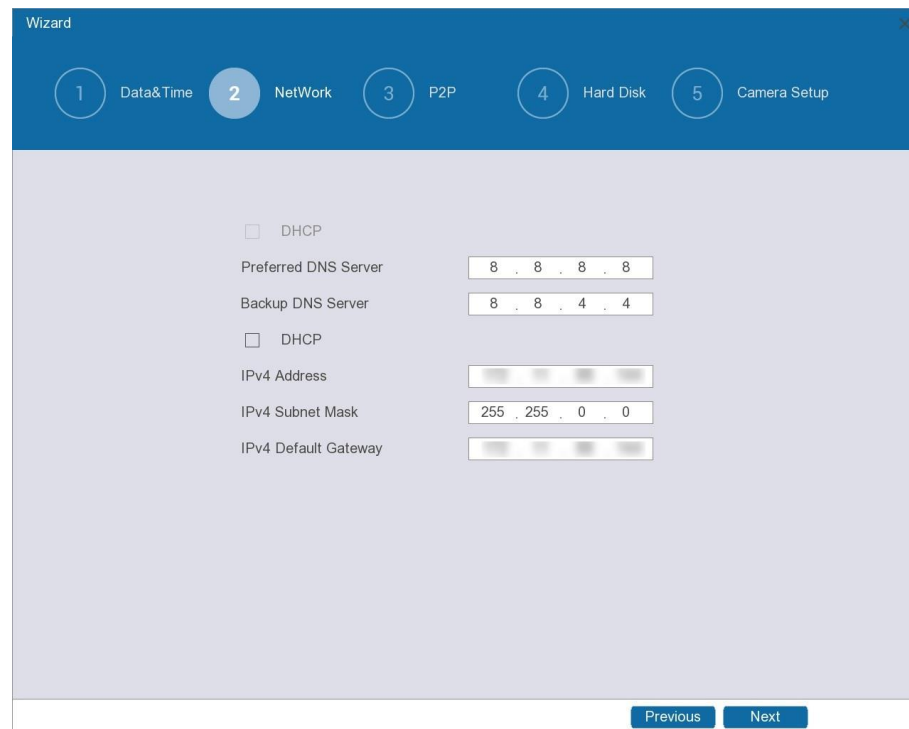 Wizard
1 Data&Time 2 NetWork 3 P2P 4 Hard Disk 5 Camera Setup
DHCP
Preferred DNS Server 8 . 8 . 8 . 8
Backup DNS Server 8 . 8 . 4 . 4
DHCP
IPv4 Address
IPv4 Subnet Mask 255 . 255 . 0 . 0
IPv4 Default Gateway
Previous Next